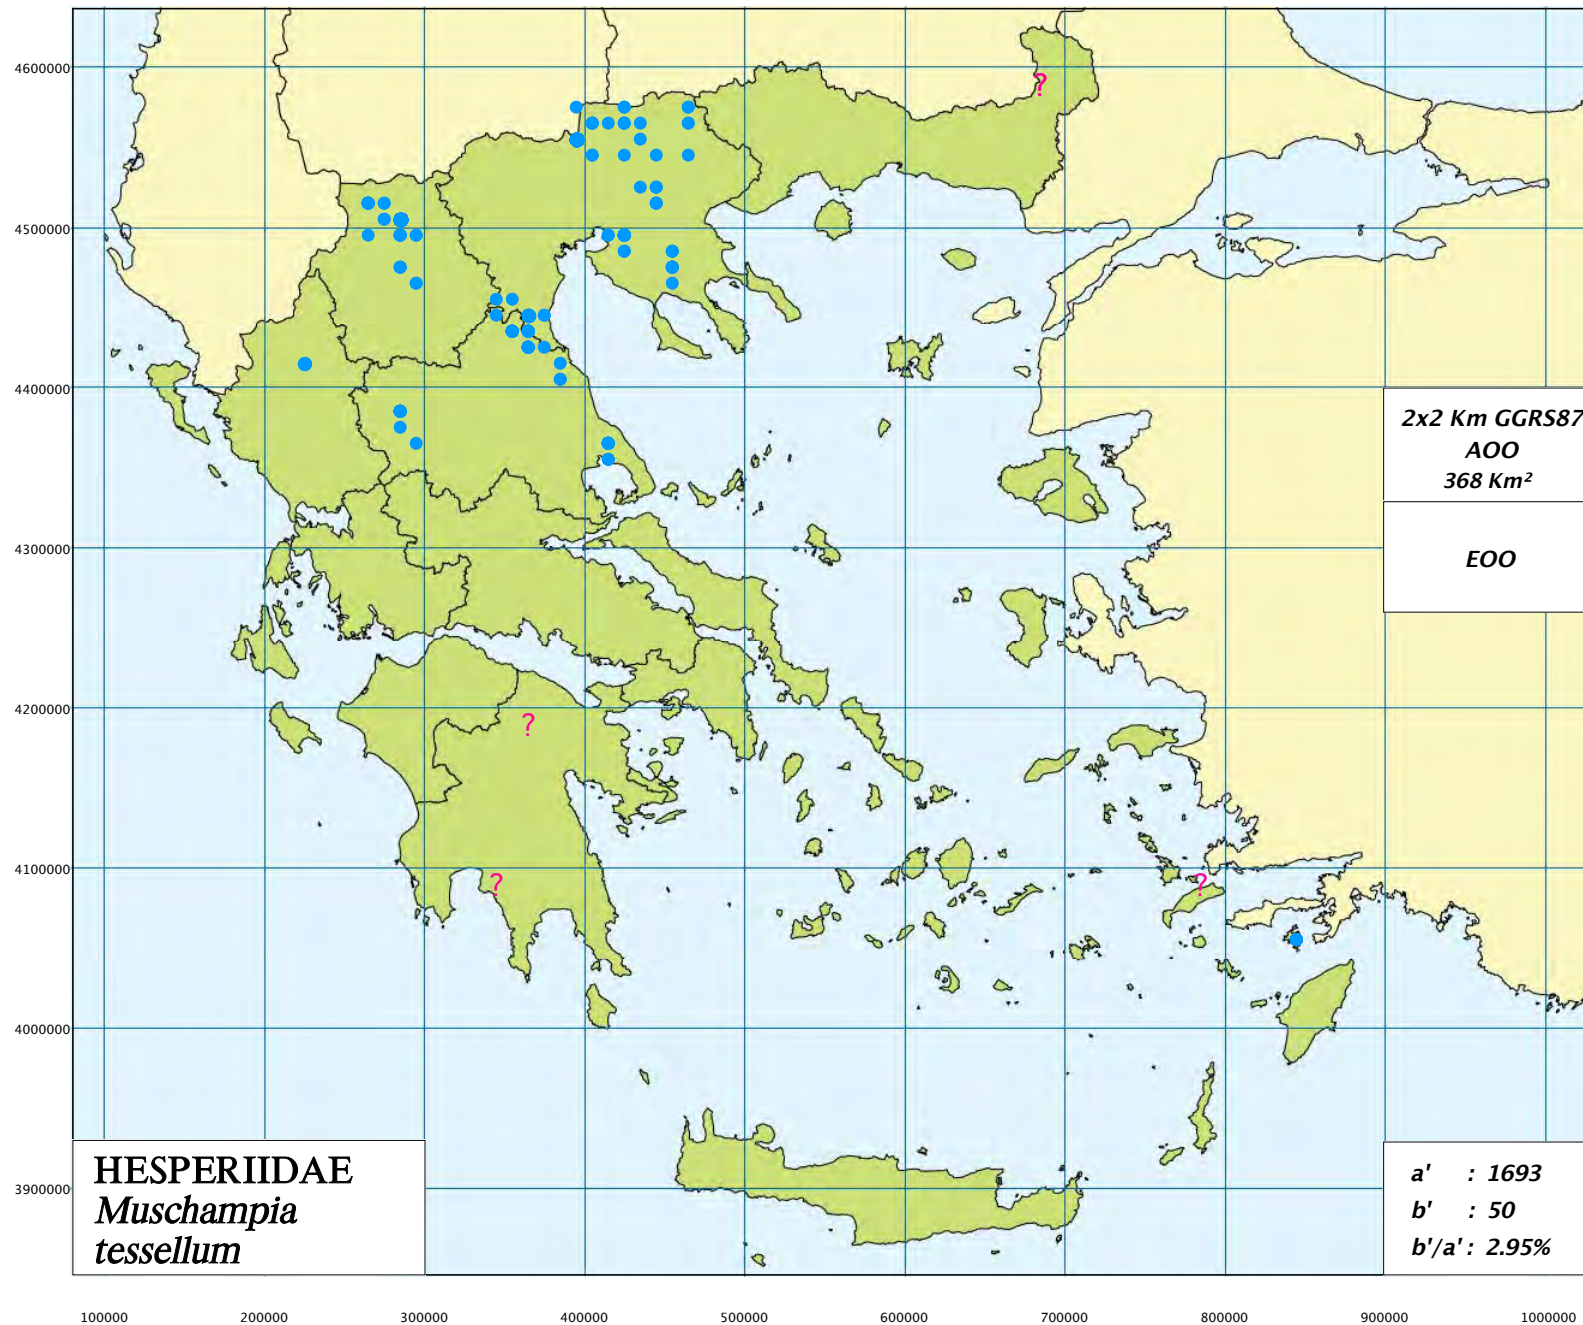 4600000
?
4500000
4400000
2x2 Km GGRS87
AOO
368 Km²
EOO
4300000
4200000
?
4100000
?
?
4000000
HESPERIIDAE
Muschampia
tessellum
3900000
a' : 1693
b' : 50
b'/a' : 2.95%
100000 200000 300000 400000 500000 600000 700000 800000 900000 1000000